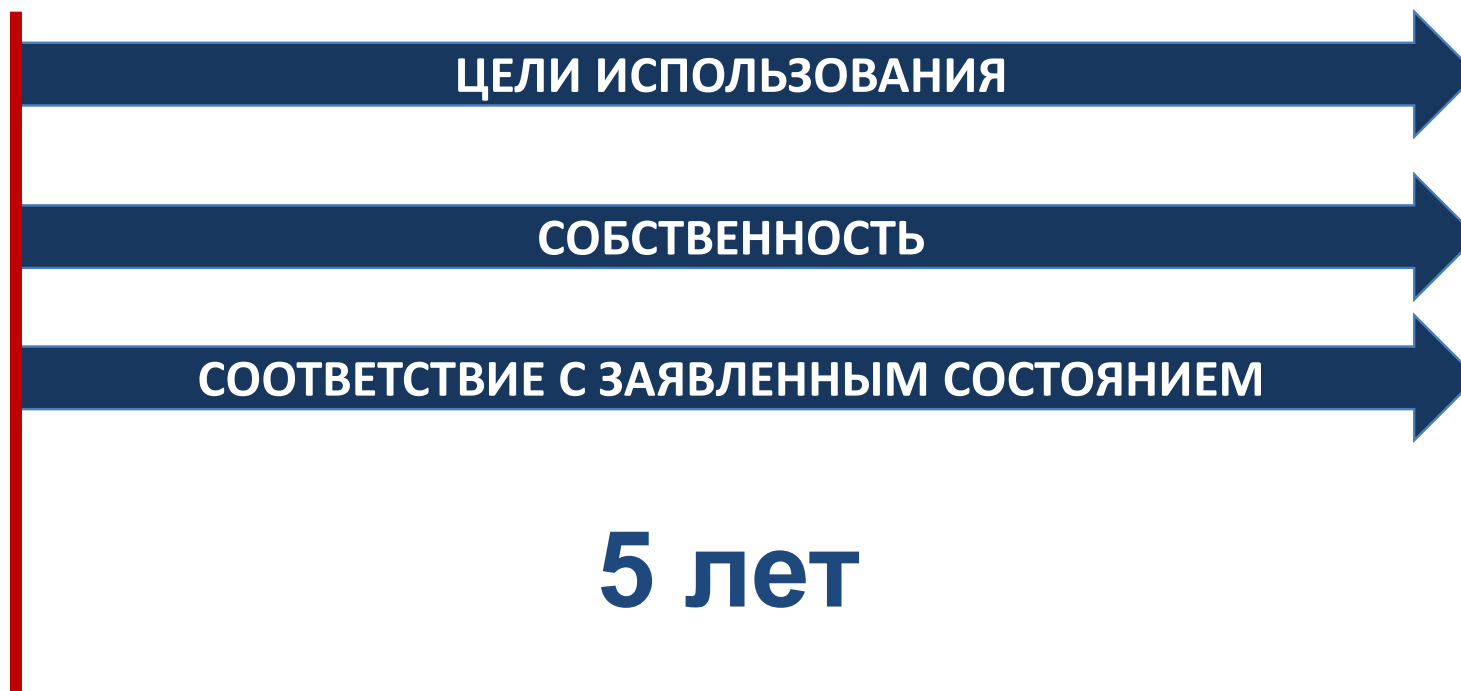 ЦЕЛИ ИСПОЛЬЗОВАНИЯ
СОБСТВЕННОСТЬ
СООТВЕТСТВИЕ С ЗАЯВЛЕННЫМ СОСТОЯНИЕМ
5 лет